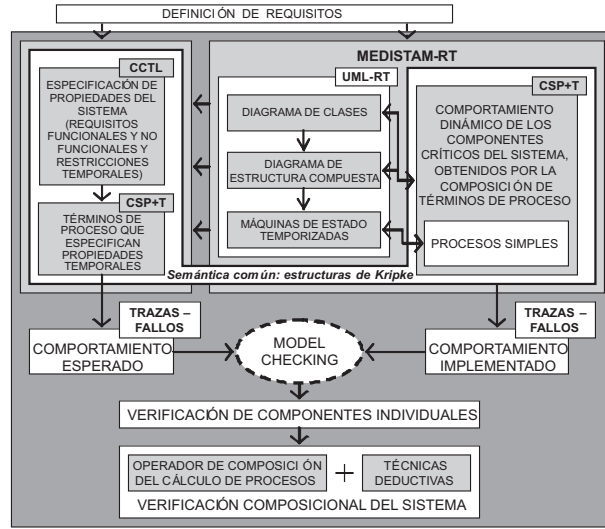 DEFINICIÓN DE REQUISITOS
MEDISTAM-RT
CCTL
ESPECIFICACIÓN DE
PROPIEDADES DEL
SISTEMA
(REQUISITOS
FUNCIONALES Y NO
FUNCIONALES Y
RESTRICCIONES
TEMPORALES)
CSP+T
TÉRMINOS DE
PROCESO QUE
ESPECIFICAN
PROPIEDADES
TEMPORALES
UML-RT
DIAGRAMA DE CLASES
DIAGRAMA DE
ESTRUCTURA COMPUESTA
MÁQUINAS DE ESTADO
TEMPORIZADAS
CSP+T
COMPORTAMIENTO
DINÁMICO DE LOS
COMPONENTES
CRÍTICOS DEL SISTEMA,
OBTENIDOS POR LA
COMPOSICIÓN DE
TÉRMINOS DE PROCESO
PROCESOS SIMPLES
Semántica común: estructuras de Kripke
TRAZAS –
FALLOS
COMPORTAMIENTO
ESPERADO
MODEL
CHECKING
TRAZAS –
FALLOS
COMPORTAMIENTO
IMPLEMENTADO
VERIFICACIÓN DE COMPONENTES INDIVIDUALES
OPERADOR DE COMPOSICIÓN
DEL CÁLCULO DE PROCESOS
+
TÉCNICAS
DEDUCTIVAS
VERIFICACIÓN COMPOSICIONAL DEL SISTEMA